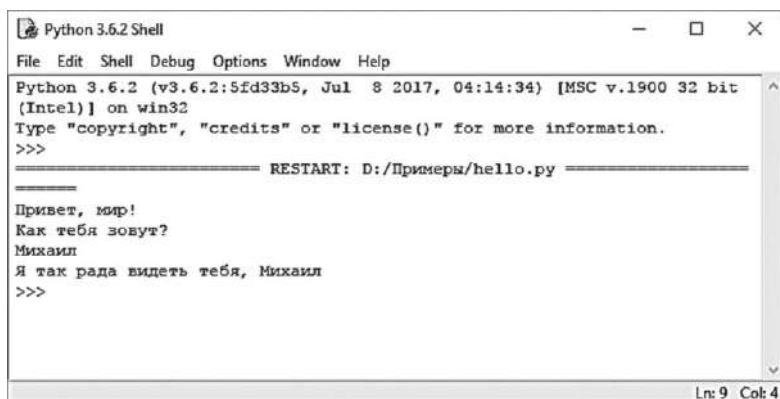 Python 3.6.2 Shell
File Edit Shell Debug Options Window Help
Python 3.6.2 (v3.6.2:5fd33b5, Jul  8 2017, 04:14:34) [MSC v.1900 32 bit
(Intel)] on win32
Type "copyright", "credits" or "license()" for more information.
>>>
========================== RESTART: D:/Примеры/hello.py ===================
======
Привет, мир!
Как тебя зовут?
Михаил
Я так рада видеть тебя, Михаил
>>>
Ln: 9 Col: 4